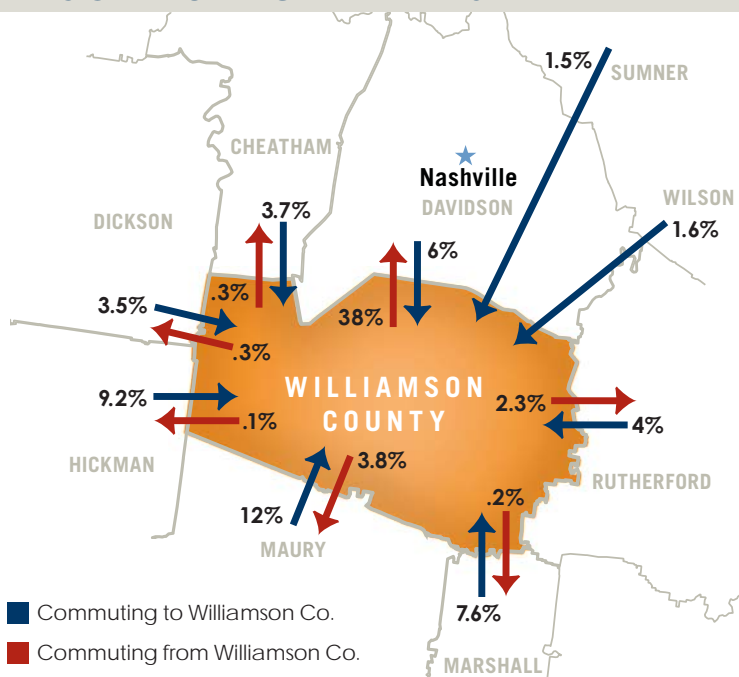 1.5%
SUMNER
CHEATHAM
Nashville
DAVIDSON
WILSON
1.6%
DICKSON
3.7%
6%
.3%
38%
3.5%
.3%
WILLIAMSON
COUNTY
9.2%
.1%
2.3%
4%
HICKMAN
3.8%
RUTHERFORD
.2%
12%
MAURY
7.6%
Commuting to Williamson Co.
Commuting from Williamson Co.
MARSHALL